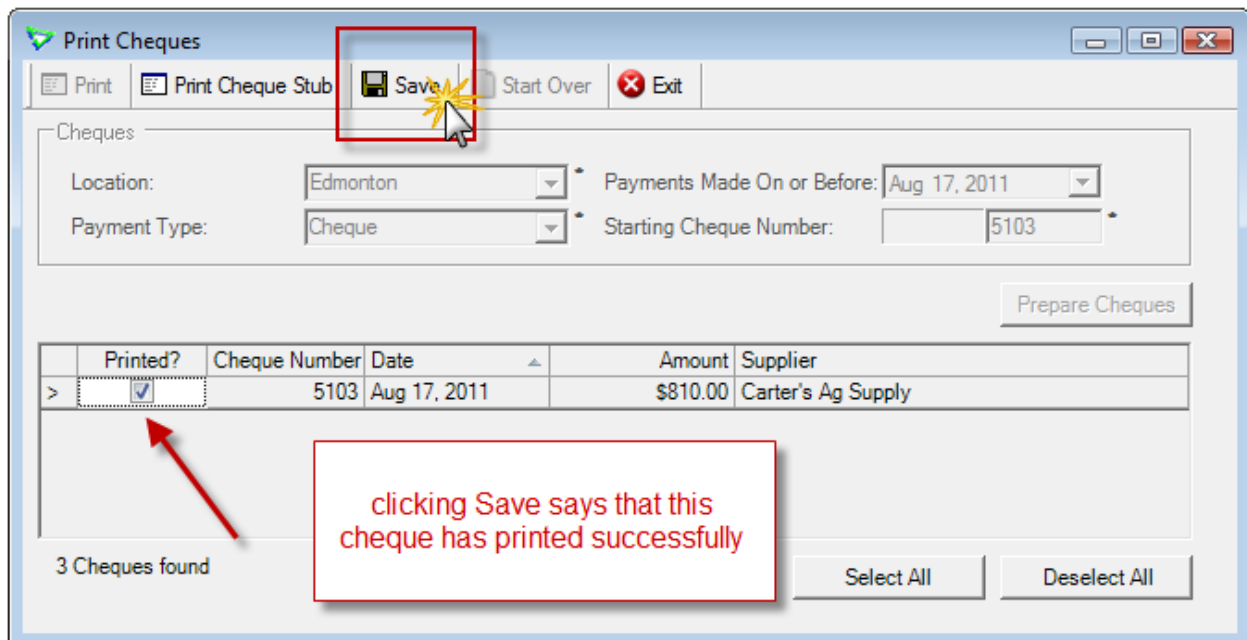 Print Cheques
Print Print Cheque Stub Save Start Over Exit
Cheques
Location: Edmonton * Payments Made On or Before: Aug 17, 2011
Payment Type: Cheque * Starting Cheque Number: 5103 *
Prepare Cheques
Printed? Cheque Number Date Amount Supplier
> 5103 Aug 17, 2011 $810.00 Carter's Ag Supply
clicking Save says that this
cheque has printed successfully
3 Cheques found Select All Deselect All